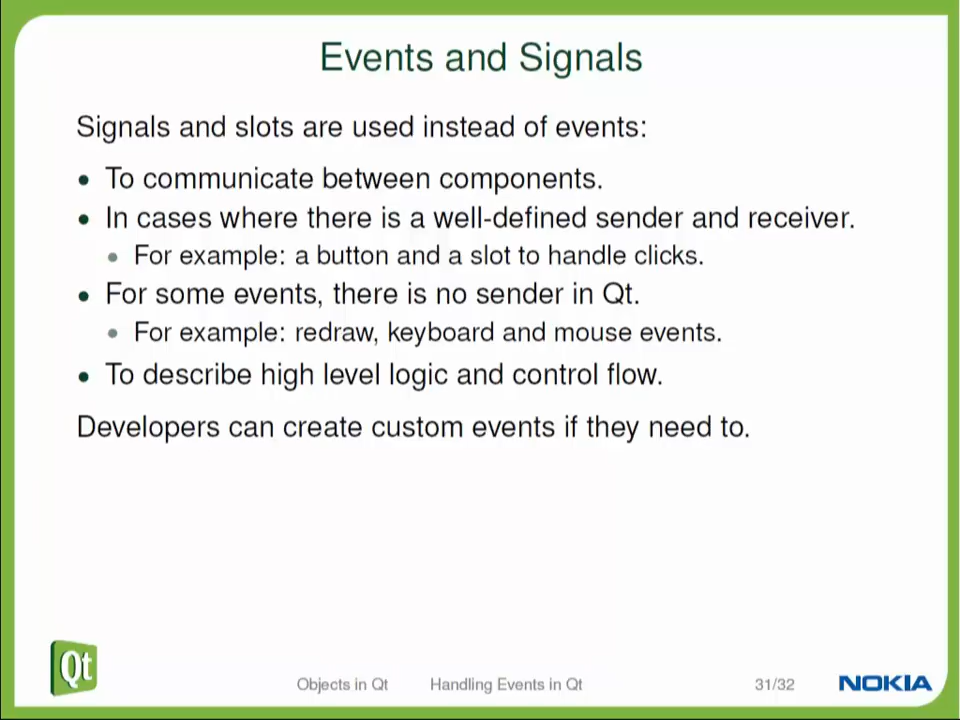 Events and Signals
Signals and slots are used instead of events:
• To communicate between components.
• In cases where there is a well-defined sender and receiver.
• For example: a button and a slot to handle clicks.
• For some events, there is no sender in Qt.
• For example: redraw, keyboard and mouse events.
• To describe high level logic and control flow.
Developers can create custom events if they need to.
Qt
Objects in Qt Handling Events in Qt 31/32 NOKIA